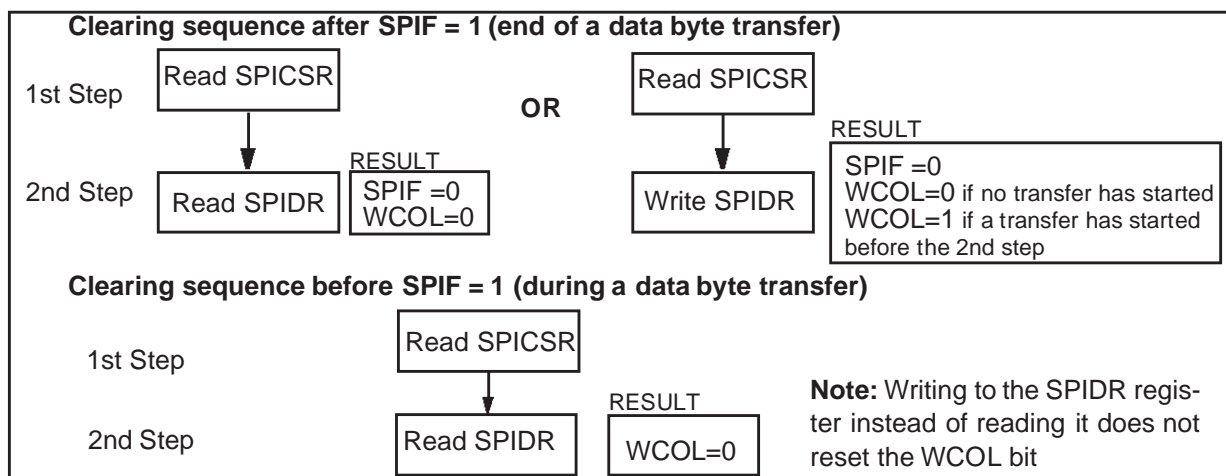 Clearing sequence after SPIF = 1 (end of a data byte transfer)
1st Step
Read SPICSR
OR
Read SPICSR
2nd Step
Read SPIDR
RESULT
SPIF =0
WCOL=0
Write SPIDR
RESULT
SPIF =0
WCOL=0 if no transfer has started
WCOL=1 if a transfer has started
before the 2nd step
Clearing sequence before SPIF = 1 (during a data byte transfer)
1st Step
Read SPICSR
2nd Step
Read SPIDR
RESULT
WCOL=0
Note: Writing to the SPIDR regis-
ter instead of reading it does not
reset the WCOL bit